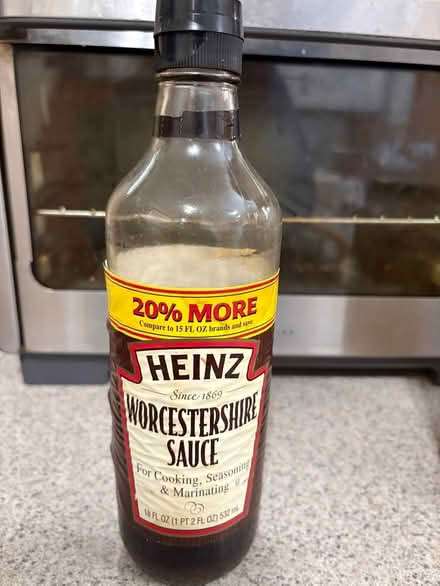 20% MORE
Compare to 15 FL OZ brands and save
HEINZ
Since 1869
WORCESTERSHIRE
SAUCE
For Cooking, Seasoning
& Marinating
18 FL OZ (1 PT 2 FL OZ) 532 mL